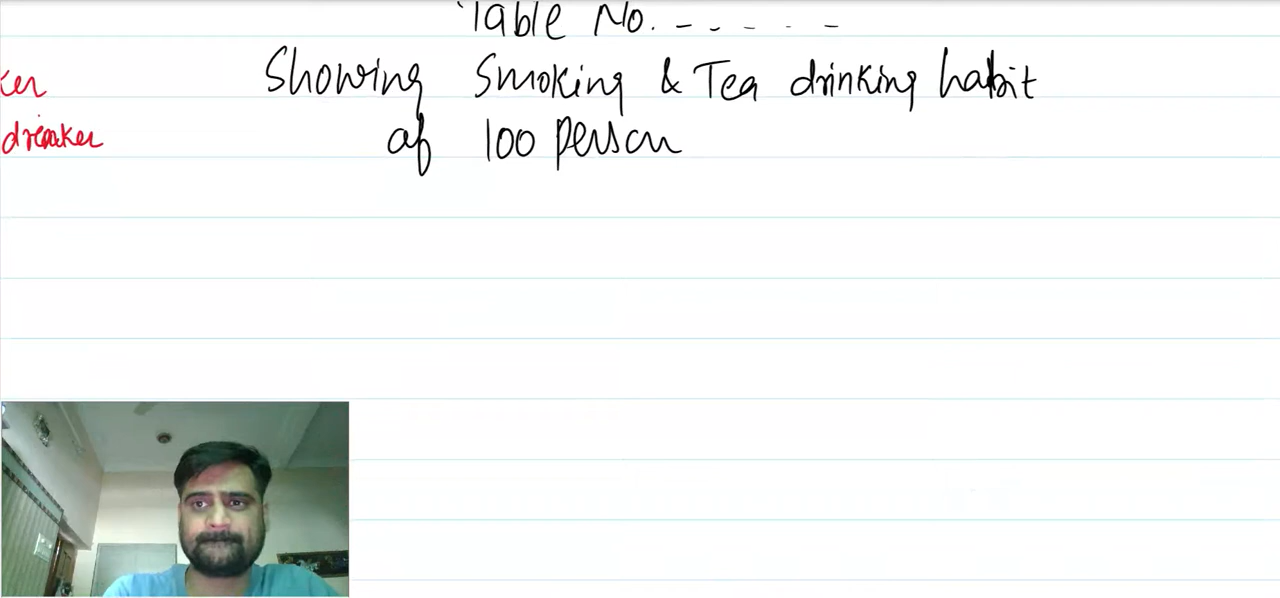 Table No. - - - - -
Showing Smoking & Tea drinking habit
of 100 person
ker
drinker